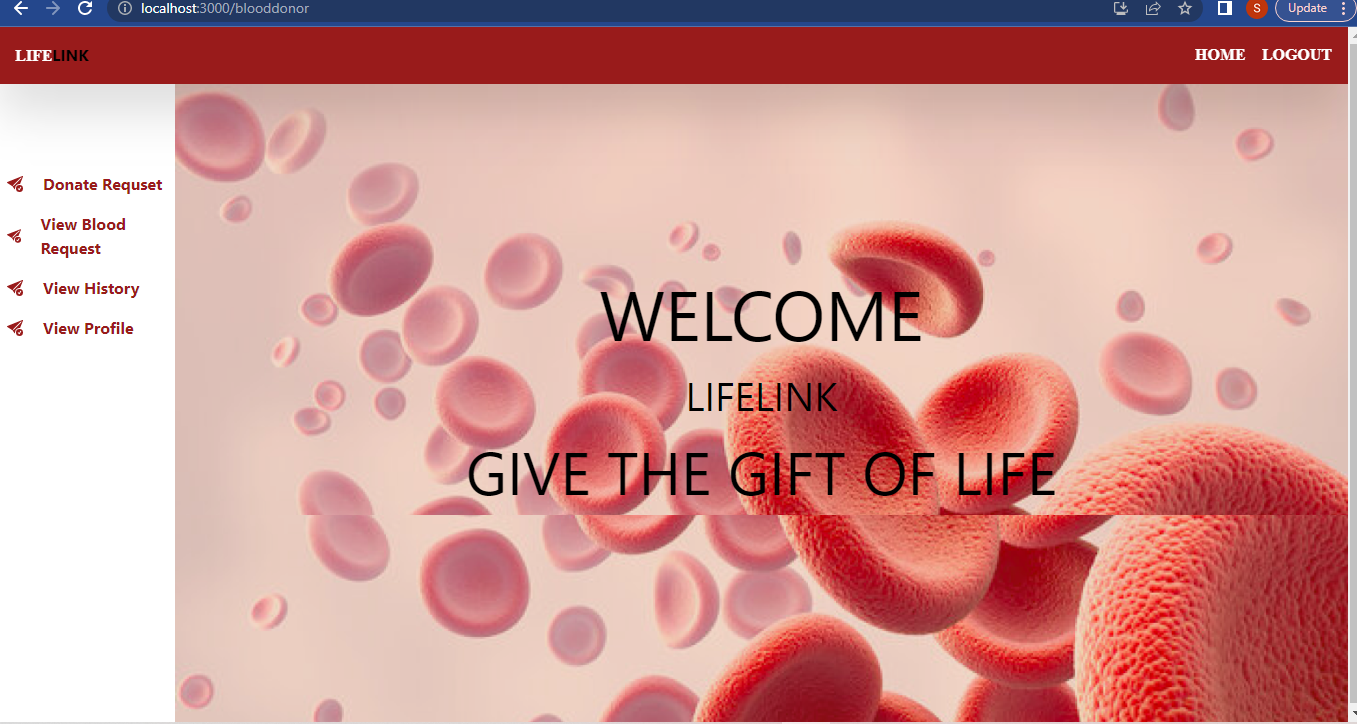 localhost:3000/blooddonor
S
Update
LIFELINK
HOME LOGOUT
Donate Requset
View Blood
Request
View History
View Profile
WELCOME
LIFELINK
GIVE THE GIFT OF LIFE